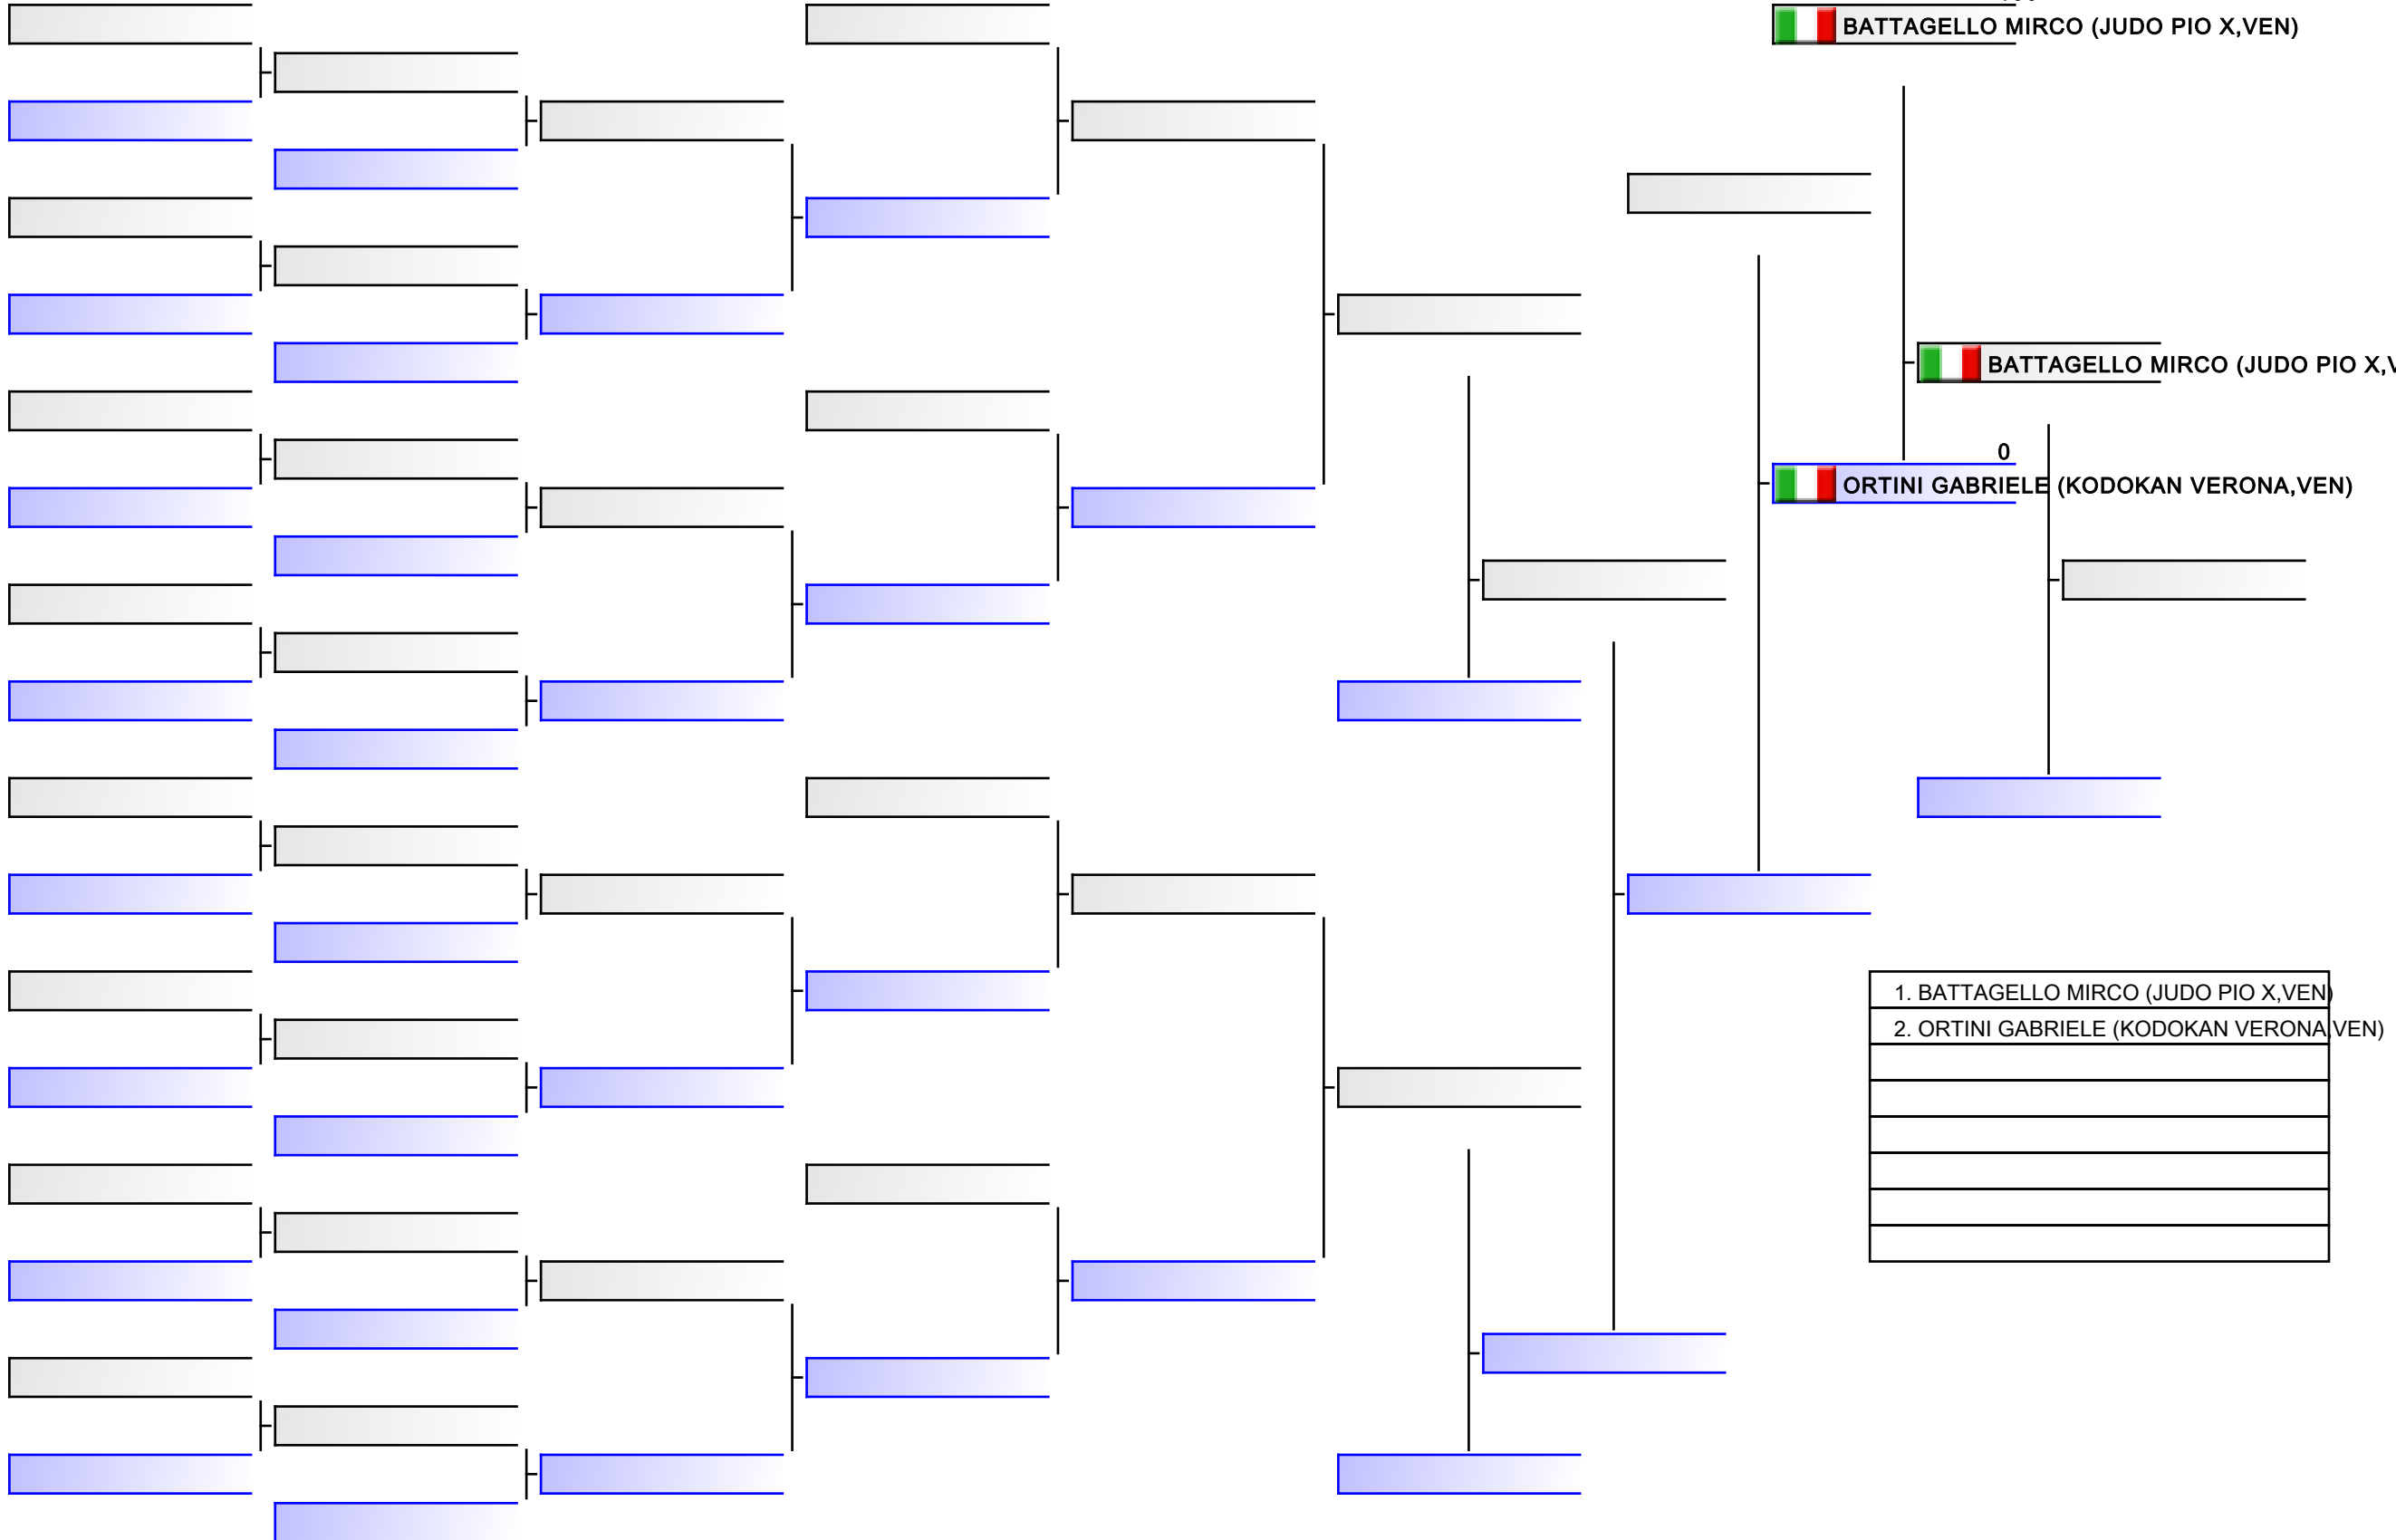 BATTAGELLO MIRCO (JUDO PIO X,VEN)
BATTAGELLO MIRCO (JUDO PIO X,V
0
ORTINI GABRIELE (KODOKAN VERONA,VEN)
1. BATTAGELLO MIRCO (JUDO PIO X,VEN)
2. ORTINI GABRIELE (KODOKAN VERONA,VEN)